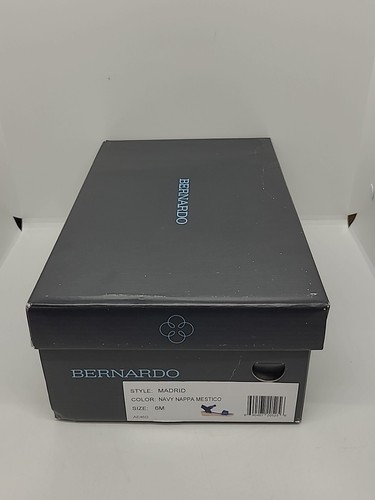 BERNARDO
BERNARDO
STYLE: MADRID
COLOR: NAVY NAPPA MESTICO
SIZE: 6M